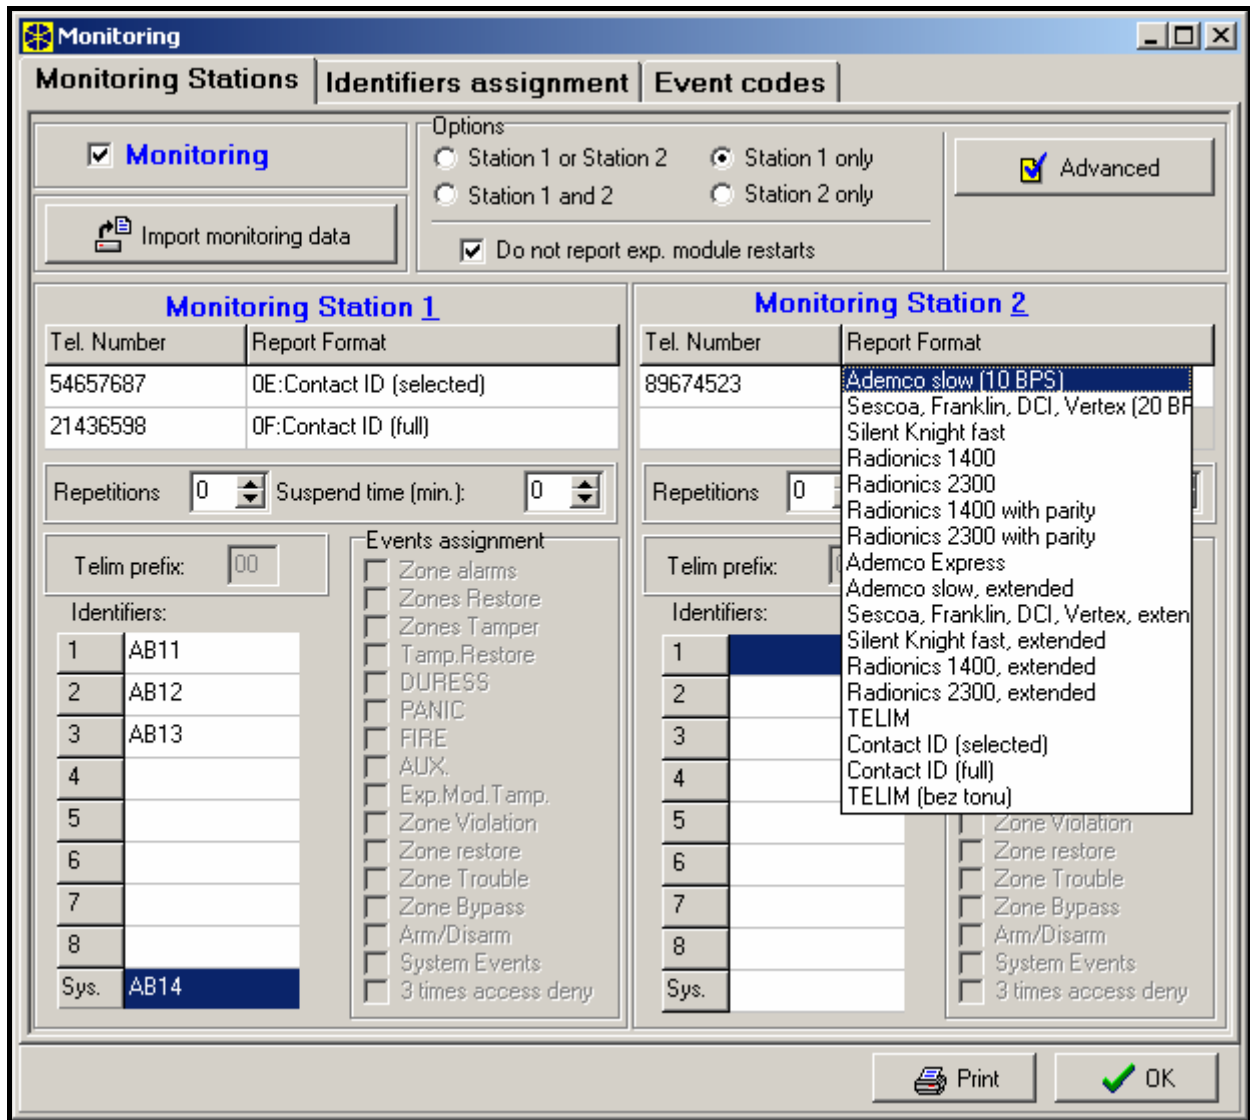 Monitoring
Monitoring Stations
Identifiers assignment
Event codes
Monitoring
Import monitoring data
Options
Station 1 or Station 2
Station 1 only
Station 1 and 2
Station 2 only
Do not report exp. module restarts
Advanced
Monitoring Station 1
Tel. Number Report Format
54657687 0E:Contact ID (selected)
21436598 0F:Contact ID (full)
Repetitions 0 Suspend time (min.): 0
Telim prefix: 00
Identifiers:
1 AB11
2 AB12
3 AB13
4
5
6
7
8
Sys. AB14
Events assignment
Zone alarms
Zones Restore
Zones Tamper
Tamp.Restore
DURESS
PANIC
FIRE
AUX.
Exp.Mod.Tamp.
Zone Violation
Zone restore
Zone Trouble
Zone Bypass
Arm/Disarm
System Events
3 times access deny
Monitoring Station 2
Tel. Number Report Format
89674523
Ademco slow (10 BPS)
Sescoa, Franklin, DCI, Vertex (20 BP
Silent Knight fast
Radionics 1400
Radionics 2300
Radionics 1400 with parity
Radionics 2300 with parity
Ademco Express
Ademco slow, extended
Sescoa, Franklin, DCI, Vertex, exten
Silent Knight fast, extended
Radionics 1400, extended
Radionics 2300, extended
TELIM
Contact ID (selected)
Contact ID (full)
TELIM (bez tonu)
Repetitions 0
Telim prefix:
Identifiers:
1
2
3
4
5
6
7
8
Sys.
Zone Violation
Zone restore
Zone Trouble
Zone Bypass
Arm/Disarm
System Events
3 times access deny
Print
OK